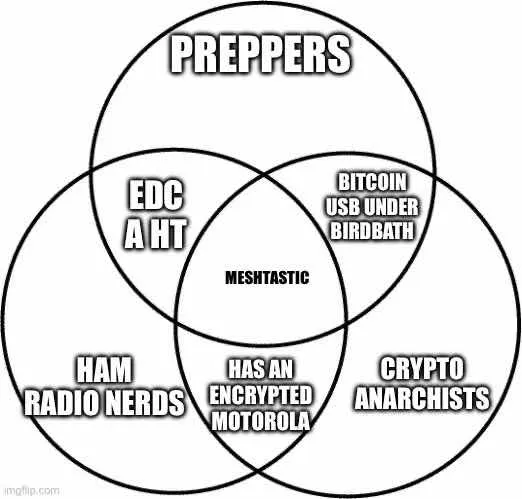 PREPPERS
EDC
A HT
BITCOIN
USB UNDER
BIRDBATH
MESHTASTIC
HAM
RADIO NERDS
HAS AN
ENCRYPTED
MOTOROLA
CRYPTO
ANARCHISTS
imgflip.com